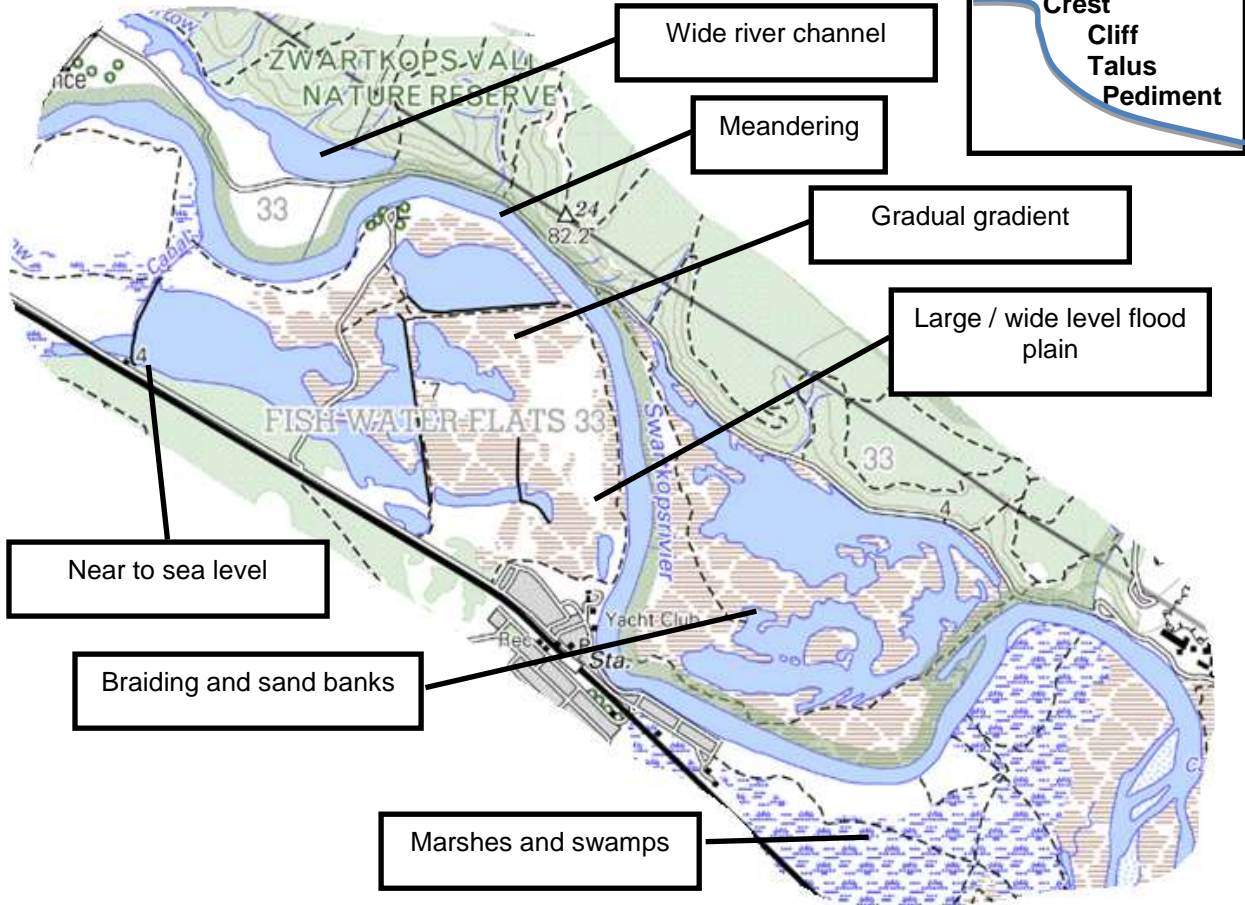 Crest
Cliff
Talus
Pediment
Wide river channel
ZWARTKOPS VALL
NATURE RESERVE
Meandering
nce
33
24
82.2
Gradual gradient
Canal
Large / wide level flood
plain
4
7
FISH WATER FLATS 33
33
Swartkopsrivier
4
Near to sea level
Yacht Club
Rec
P
Sta.
Braiding and sand banks
C
Marshes and swamps